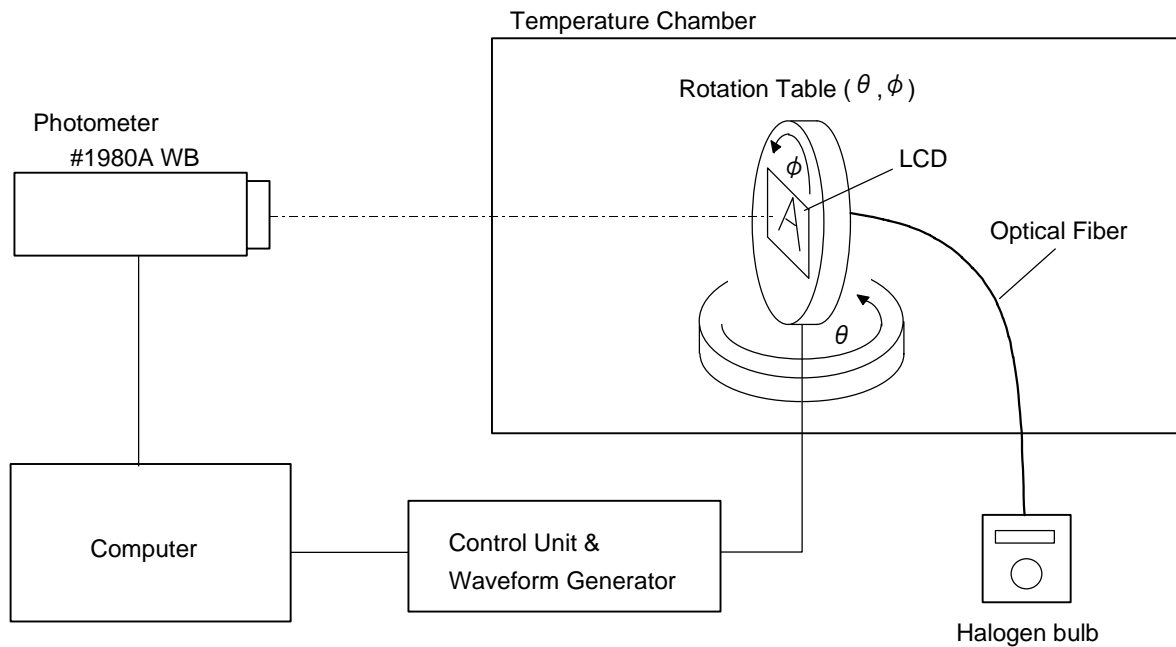 Temperature Chamber
Rotation Table ( θ , φ )
Photometer
#1980A WB
φ
LCD
A
Optical Fiber
θ
Computer
Control Unit &
Waveform Generator
Halogen bulb